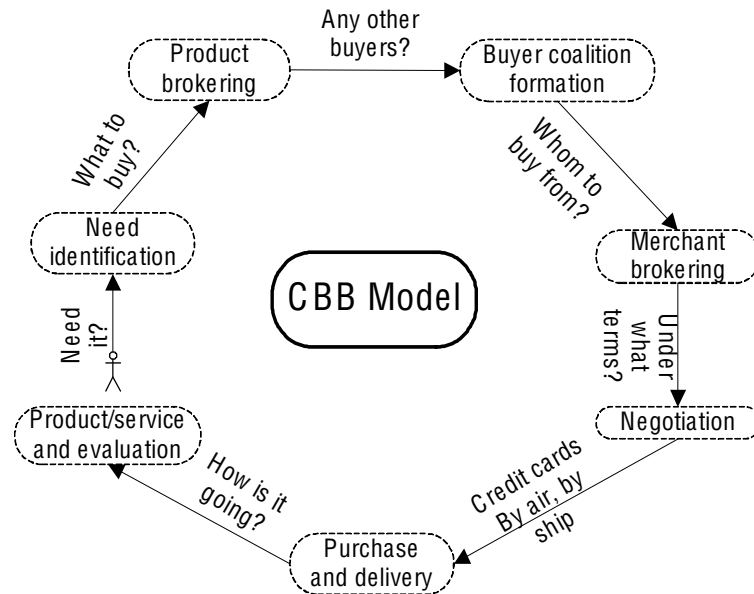 Product
brokering
Any other
buyers?
Buyer coalition
formation
Whom to
buy from?
Merchant
brokering
Under
what
terms?
Negotiation
Credit cards
By air, by
ship
Purchase
and delivery
How is it
going?
Product/service
and evaluation
Need
it?
Need
identification
What to
buy?
CBB Model